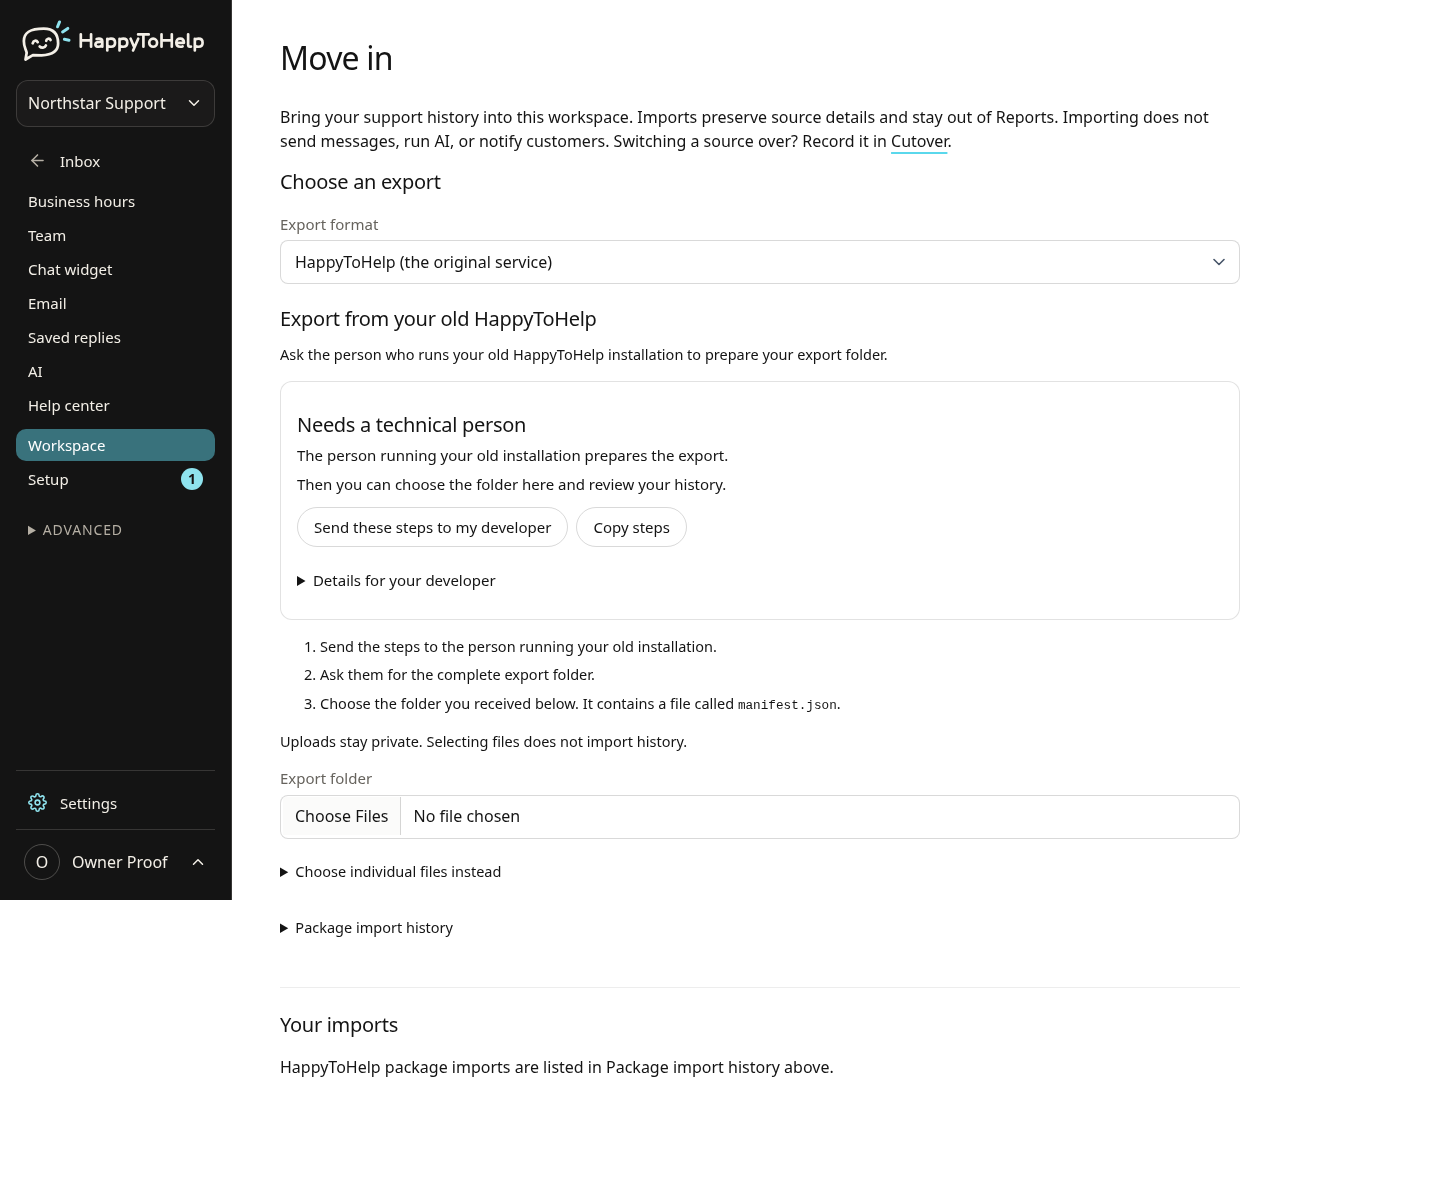 HappyToHelp
Northstar Support
Inbox
Business hours
Team
Chat widget
Email
Saved replies
AI
Help center
Workspace
Setup
1
ADVANCED
Settings
O
Owner Proof
Move in
Bring your support history into this workspace. Imports preserve source details and stay out of Reports. Importing does not
send messages, run AI, or notify customers. Switching a source over? Record it in Cutover.
Choose an export
Export format
HappyToHelp (the original service)
Export from your old HappyToHelp
Ask the person who runs your old HappyToHelp installation to prepare your export folder.
Needs a technical person
The person running your old installation prepares the export.
Then you can choose the folder here and review your history.
Send these steps to my developer
Copy steps
Details for your developer
1. Send the steps to the person running your old installation.
2. Ask them for the complete export folder.
3. Choose the folder you received below. It contains a file called manifest.json.
Uploads stay private. Selecting files does not import history.
Export folder
Choose Files
No file chosen
Choose individual files instead
Package import history
Your imports
HappyToHelp package imports are listed in Package import history above.